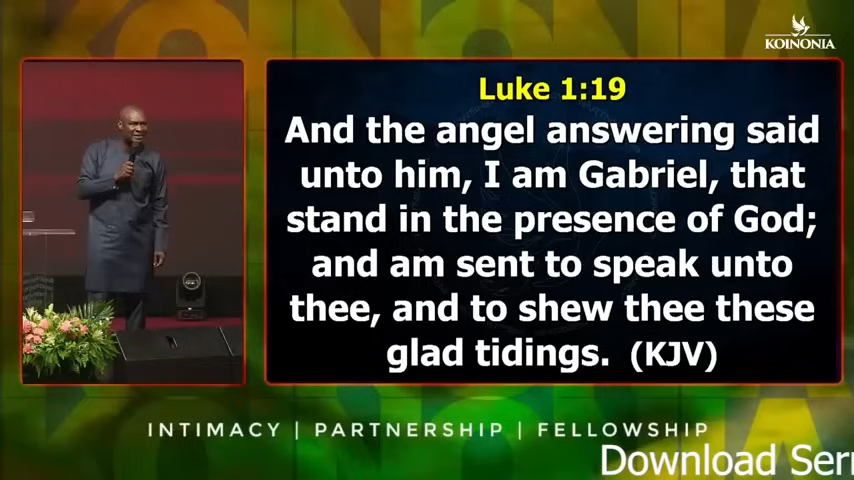 KOINONIA
Luke 1:19
And the angel answering said
unto him, I am Gabriel, that
stand in the presence of God;
and am sent to speak unto
thee, and to shew thee these
glad tidings. (KJV)
INTIMACY | PARTNERSHIP | FELLOWSHIP
Download Serm